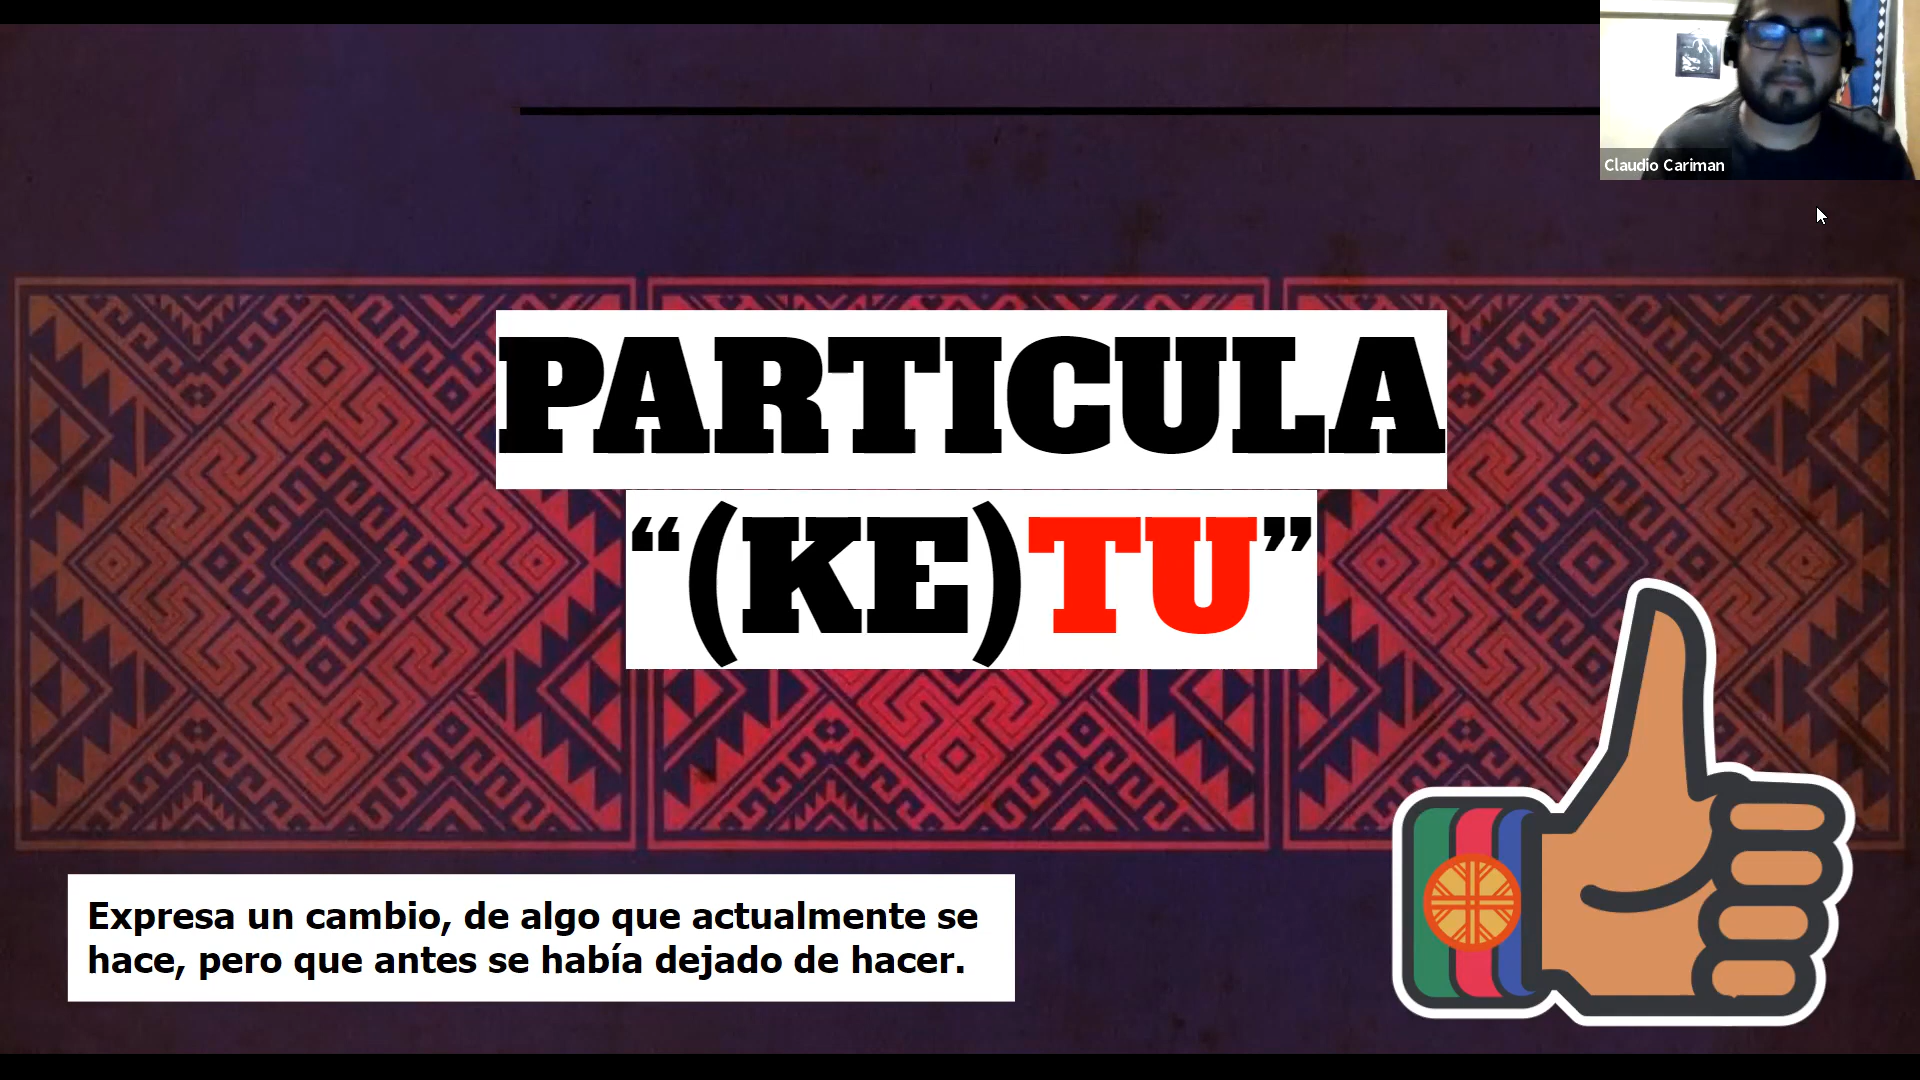 Claudio Cariman
PARTICULA
“(KE)TU”
Expresa un cambio, de algo que actualmente se
hace, pero que antes se había dejado de hacer.